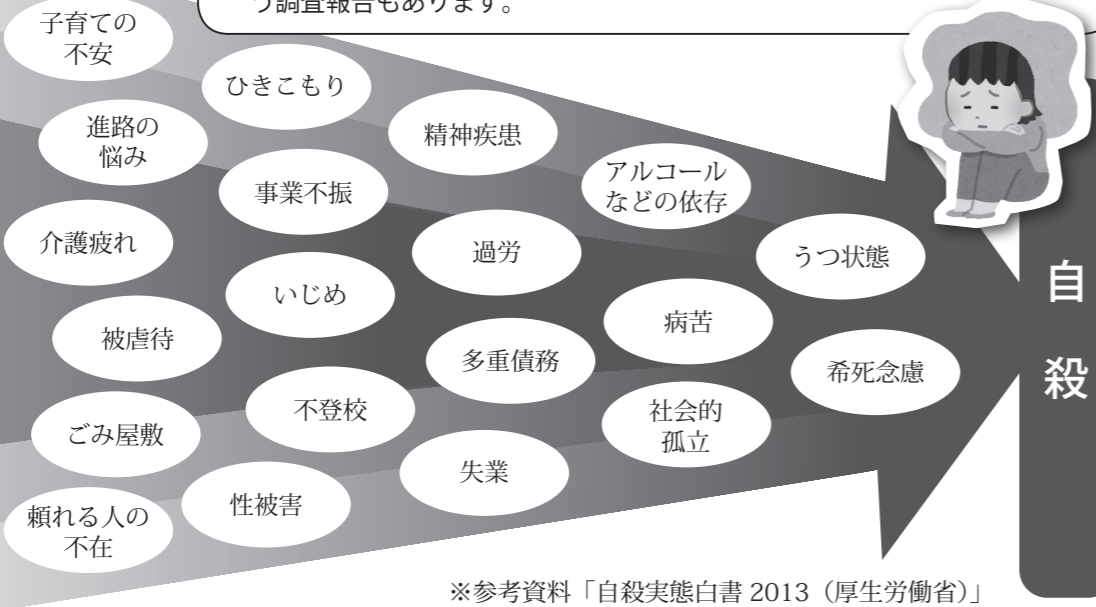 う調査報告もあります。
子育ての
不安
ひきこもり
進路の
悩み
精神疾患
事業不振
アルコール
などの依存
介護疲れ
過労
うつ状態
いじめ
被虐待
病苦
多重債務
希死念慮
不登校
ごみ屋敷
社会的
孤立
失業
性被害
頼れる人の
不在
自殺
※参考資料「自殺実態白書 2013（厚生労働省）」